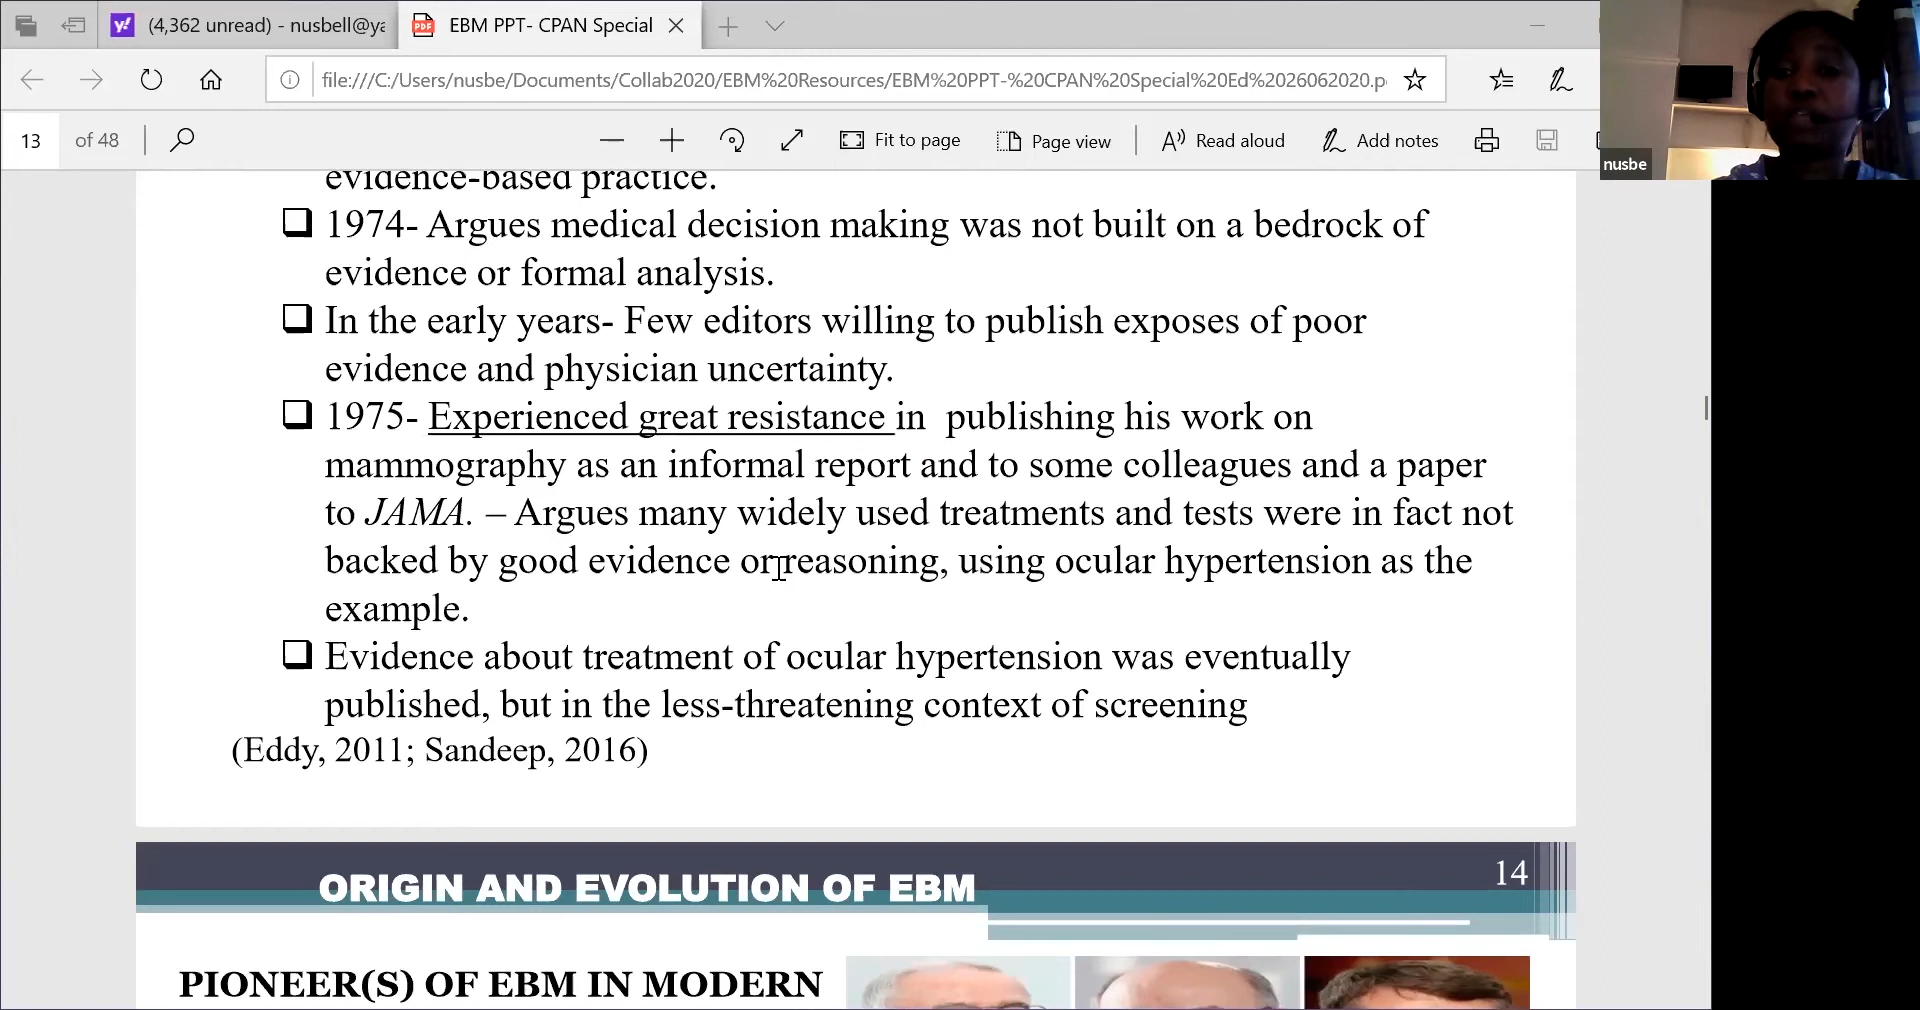 (4,362 unread) - nusbell@ya
EBM PPT- CPAN Special
file:///C:/Users/nusbe/Documents/Collab2020/EBM%20Resources/EBM%20PPT-%20CPAN%20Special%20Ed%2026062020.p
13 of 48
Fit to page
Page view
Read aloud
Add notes
nusbe
evidence-based practice.
1974- Argues medical decision making was not built on a bedrock of
evidence or formal analysis.
In the early years- Few editors willing to publish exposes of poor
evidence and physician uncertainty.
1975- Experienced great resistance in publishing his work on
mammography as an informal report and to some colleagues and a paper
to JAMA. – Argues many widely used treatments and tests were in fact not
backed by good evidence or reasoning, using ocular hypertension as the
example.
Evidence about treatment of ocular hypertension was eventually
published, but in the less-threatening context of screening
(Eddy, 2011; Sandeep, 2016)
14
ORIGIN AND EVOLUTION OF EBM
PIONEER(S) OF EBM IN MODERN